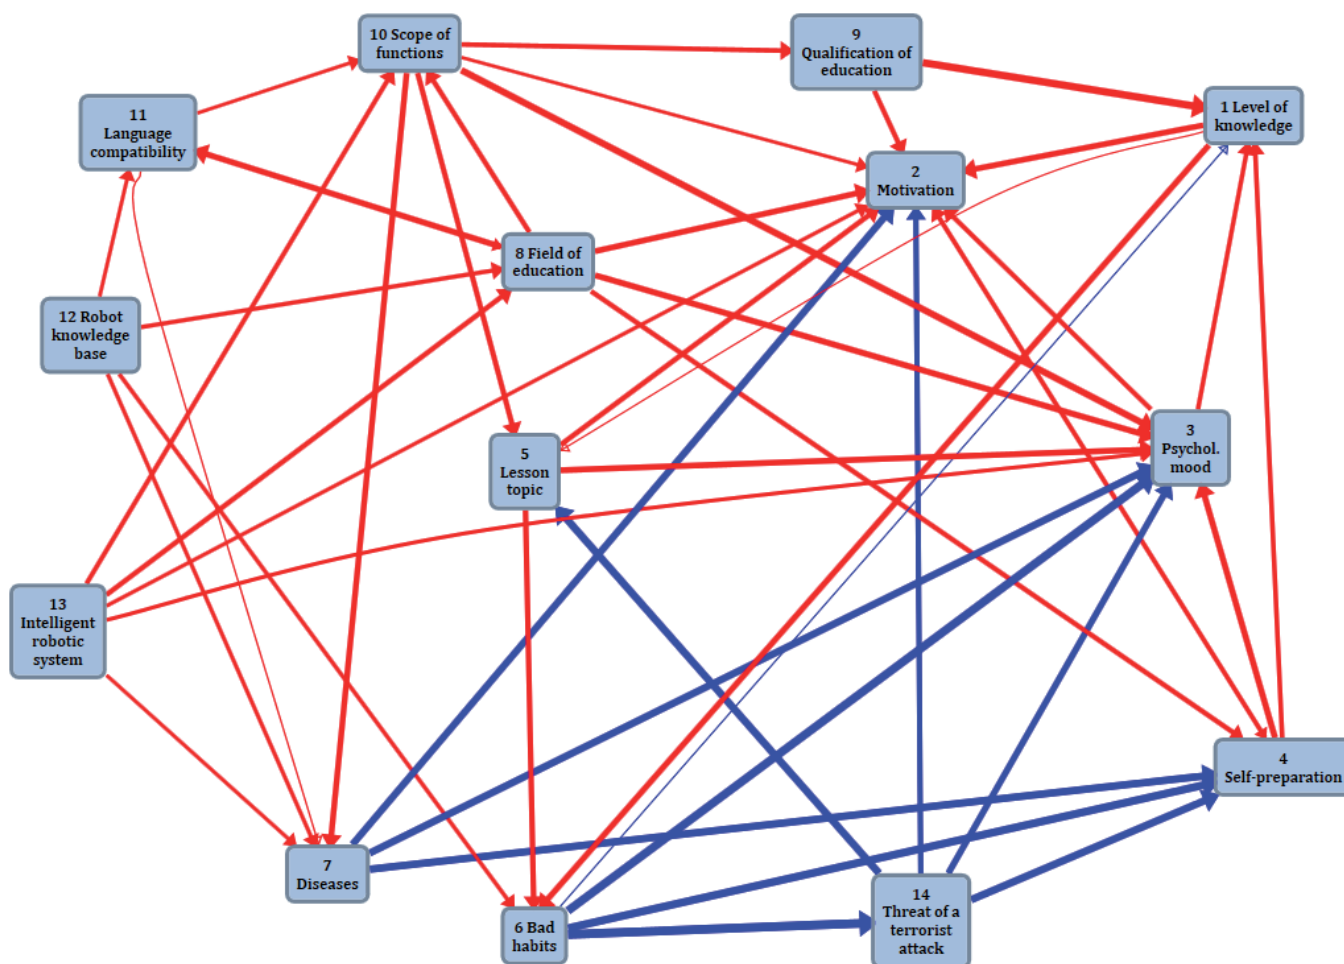 10 Scope of
functions
9
Qualification of
education
11
Language
compatibility
1 Level of
knowledge
2
Motivation
8 Field of
education
12 Robot
knowledge
base
5
Lesson
topic
3
Psychol.
mood
13
Intelligent
robotic
system
4
Self-preparation
7
Diseases
6 Bad
habits
14
Threat of a
terrorist
attack